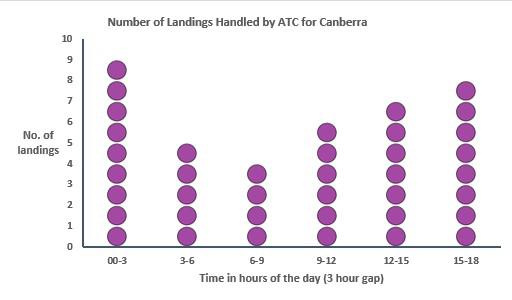 Number of Landings Handled by ATC for Canberra
10
9
8
7
6
5
4
3
2
1
0
No. of
landings
00-3 3-6 6-9 9-12 12-15 15-18
Time in hours of the day (3 hour gap)